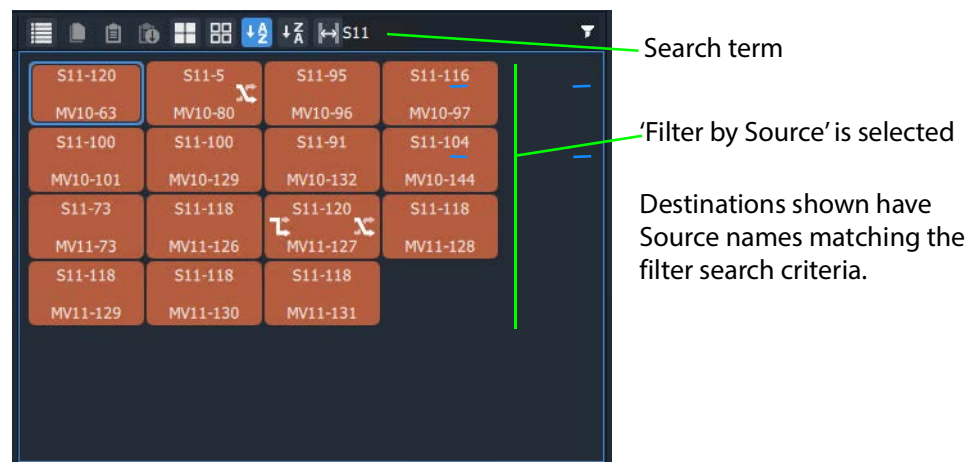 S11
Search term
S11-120 S11-5 S11-95 S11-116
MV10-63 MV10-80 MV10-96 MV10-97
'Filter by Source' is selected
S11-100 S11-100 S11-91 S11-104
MV10-101 MV10-129 MV10-132 MV10-144
S11-73 S11-118 S11-120 S11-118
MV11-73 MV11-126 MV11-127 MV11-128
S11-118 S11-118 S11-118
MV11-129 MV11-130 MV11-131
Destinations shown have
Source names matching the
filter search criteria.